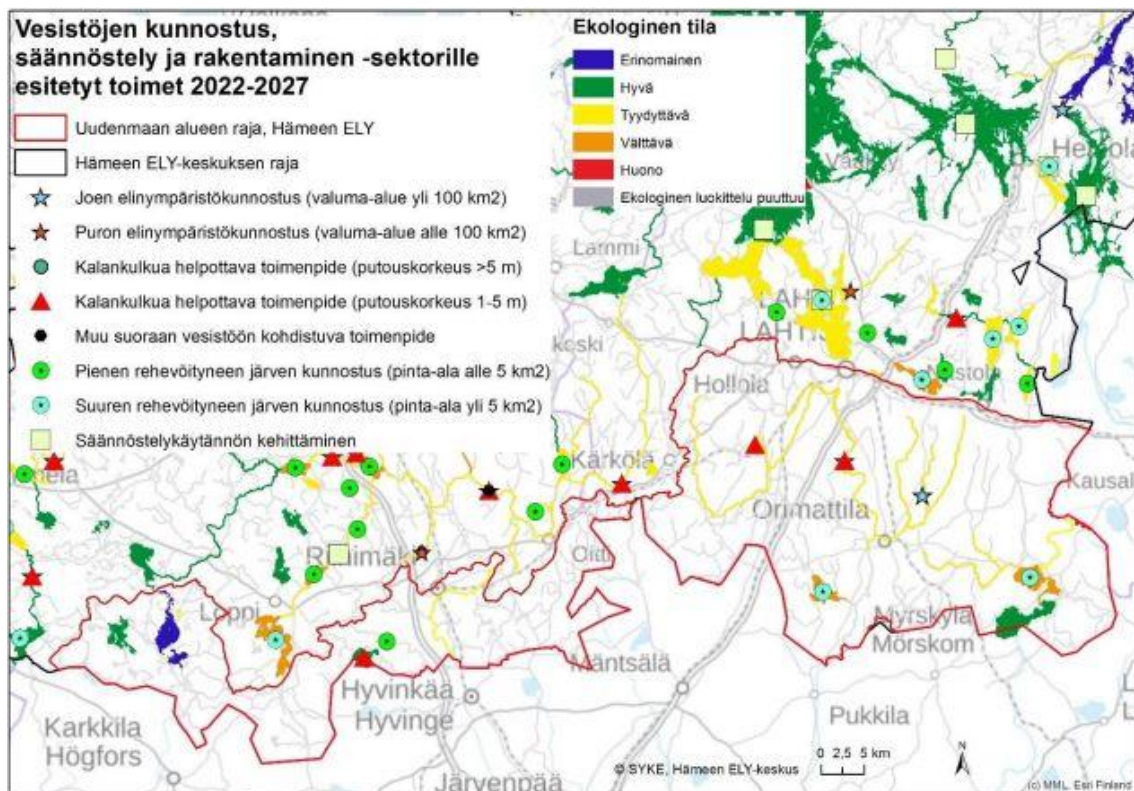 Vesistöjen kunnostus,
säännöstely ja rakentaminen -sektorille
esitetyt toimet 2022-2027
Uudenmaan alueen raja, Hämeen ELY
Hämeen ELY-keskuksen raja
Joen elinympäristökunnostus (valuma-alue yli 100 km2)
Puron elinympäristökunnostus (valuma-alue alle 100 km2)
Kalankulkua helpottava toimenpide (putouskorkeus >5 m)
Kalankulkua helpottava toimenpide (putouskorkeus 1-5 m)
Muu suoraan vesistöön kohdistuva toimenpide
Pienen rehevöityneen järven kunnostus (pinta-ala alle 5 km2)
Suuren rehevöityneen järven kunnostus (pinta-ala yli 5 km2)
Säännöstelykäytännön kehittäminen
Ekologinen tila
Erinomainen
Hyvä
Tyydyttävä
Välttävä
Huono
Ekologinen luokittelu puuttuu
Lammi
koski
LAHTIS
Hollola
Nastola
Kärkölä
Kausal
Orimattila
Oitti
Loppi
Myrskylä
Mörskom
Mäntsälä
Hyvinkää
Hyvinge
Karkkila
Högfors
Pukkila
Järvenpää
0 2,5 5 km
N
© SYKE, Hämeen ELY-keskus
(c) MML, Esri Finland